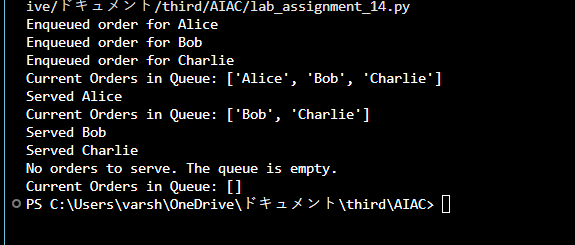 ive/ドキュメント/third/AIAC/lab_assignment_14.py
Enqueued order for Alice
Enqueued order for Bob
Enqueued order for Charlie
Current Orders in Queue: ['Alice', 'Bob', 'Charlie']
Served Alice
Current Orders in Queue: ['Bob', 'Charlie']
Served Bob
Served Charlie
No orders to serve. The queue is empty.
Current Orders in Queue: []
PS C:\Users\varsh\OneDrive\ドキュメント\third\AIAC>